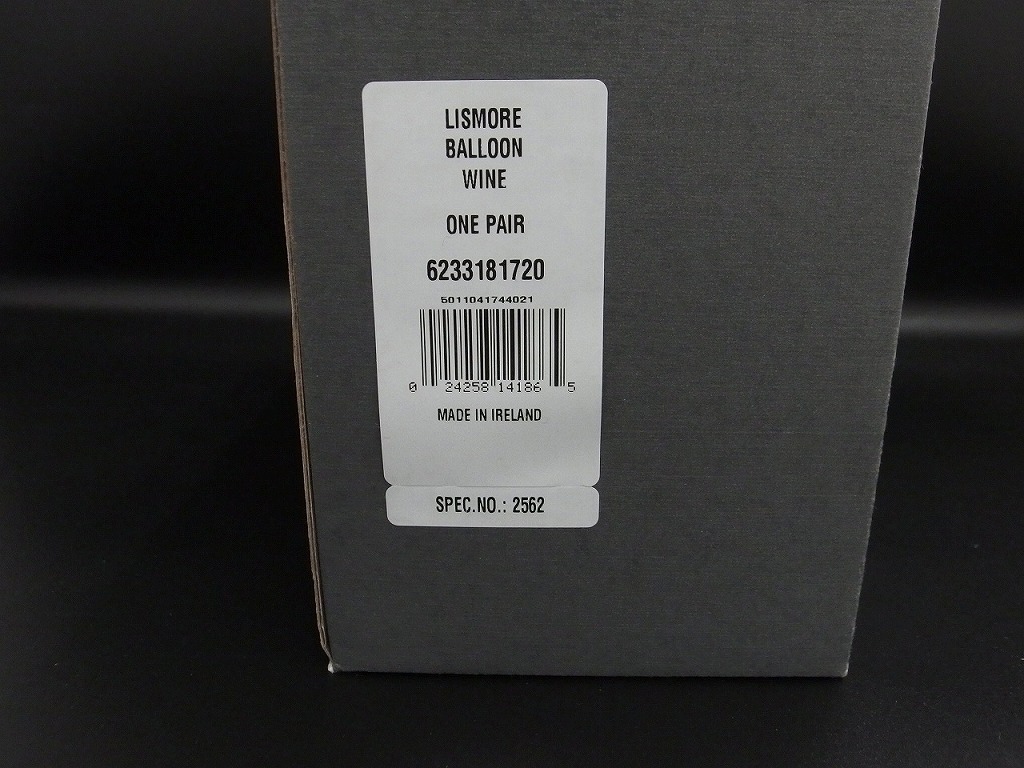 LISMORE
BALLOON
WINE
ONE PAIR
6233181720
5011041744021
0 24258 14186 5
MADE IN IRELAND
SPEC.NO.: 2562